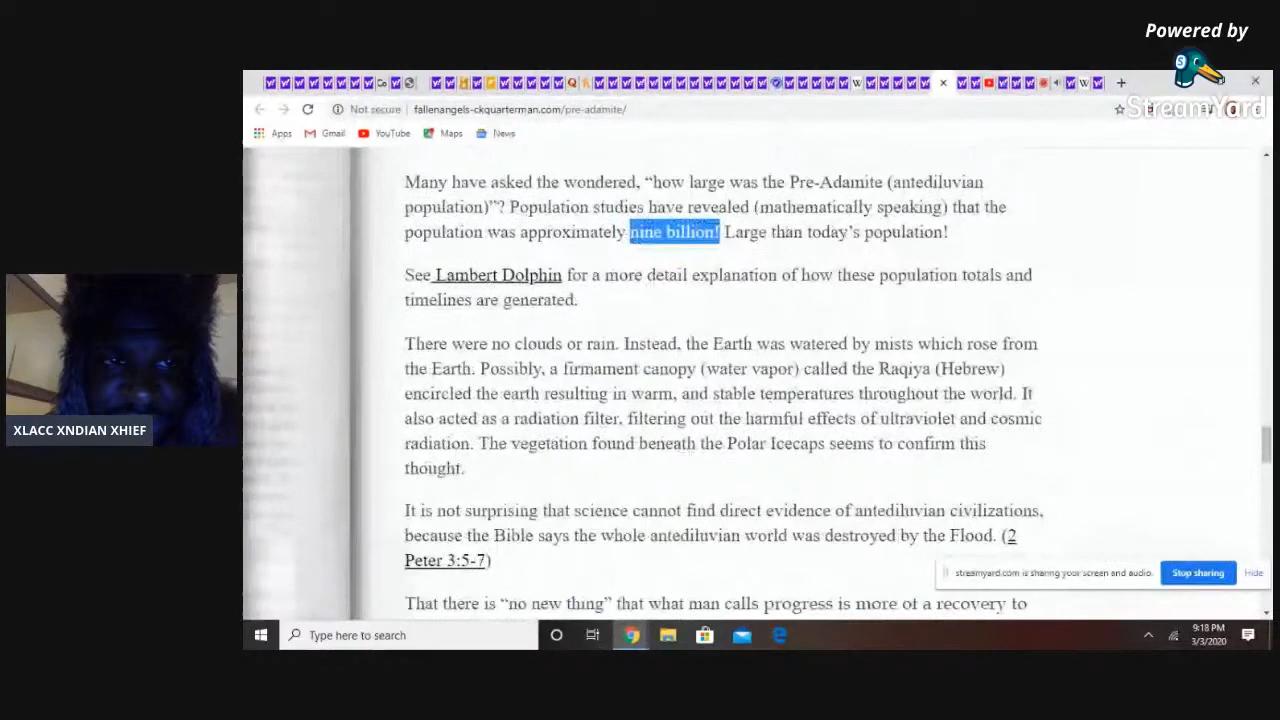 Powered by
StreamYard
Not secure
fallenangels-ckquarterman.com/pre-adamite/
Apps Gmail YouTube Maps News
Many have asked the wondered, “how large was the Pre-Adamite (antediluvian
population)”? Population studies have revealed (mathematically speaking) that the
population was approximately nine billion! Large than today’s population!
See Lambert Dolphin for a more detail explanation of how these population totals and
timelines are generated.
There were no clouds or rain. Instead, the Earth was watered by mists which rose from
the Earth. Possibly, a firmament canopy (water vapor) called the Raqiya (Hebrew)
encircled the earth resulting in warm, and stable temperatures throughout the world. It
also acted as a radiation filter, filtering out the harmful effects of ultraviolet and cosmic
radiation. The vegetation found beneath the Polar Icecaps seems to confirm this
thought.
It is not surprising that science cannot find direct evidence of antediluvian civilizations,
because the Bible says the whole antediluvian world was destroyed by the Flood. (2
Peter 3:5-7)
That there is “no new thing” that what man calls progress is more of a recovery to
XLACC XNDIAN XHIEF
streamyard.com is sharing your screen and audio. Stop sharing Hide
Type here to search
9:18 PM
3/3/2020